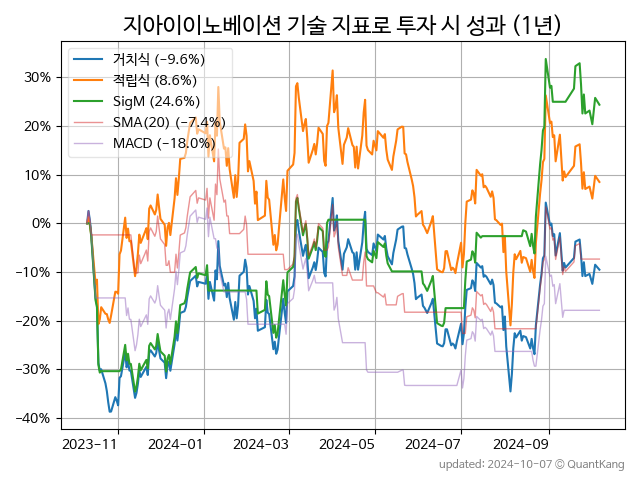 지아이이노베이션 기술 지표로 투자 시 성과 (1년)
거치식 (−9.6%)
적립식 (8.6%)
SigM (24.6%)
SMA(20) (−7.4%)
MACD (−18.0%)
30%
20%
10%
0%
−10%
−20%
−30%
−40%
2023−11
2024−01
2024−03
2024−05
2024−07
2024−09
updated: 2024-10-07 © QuantKang